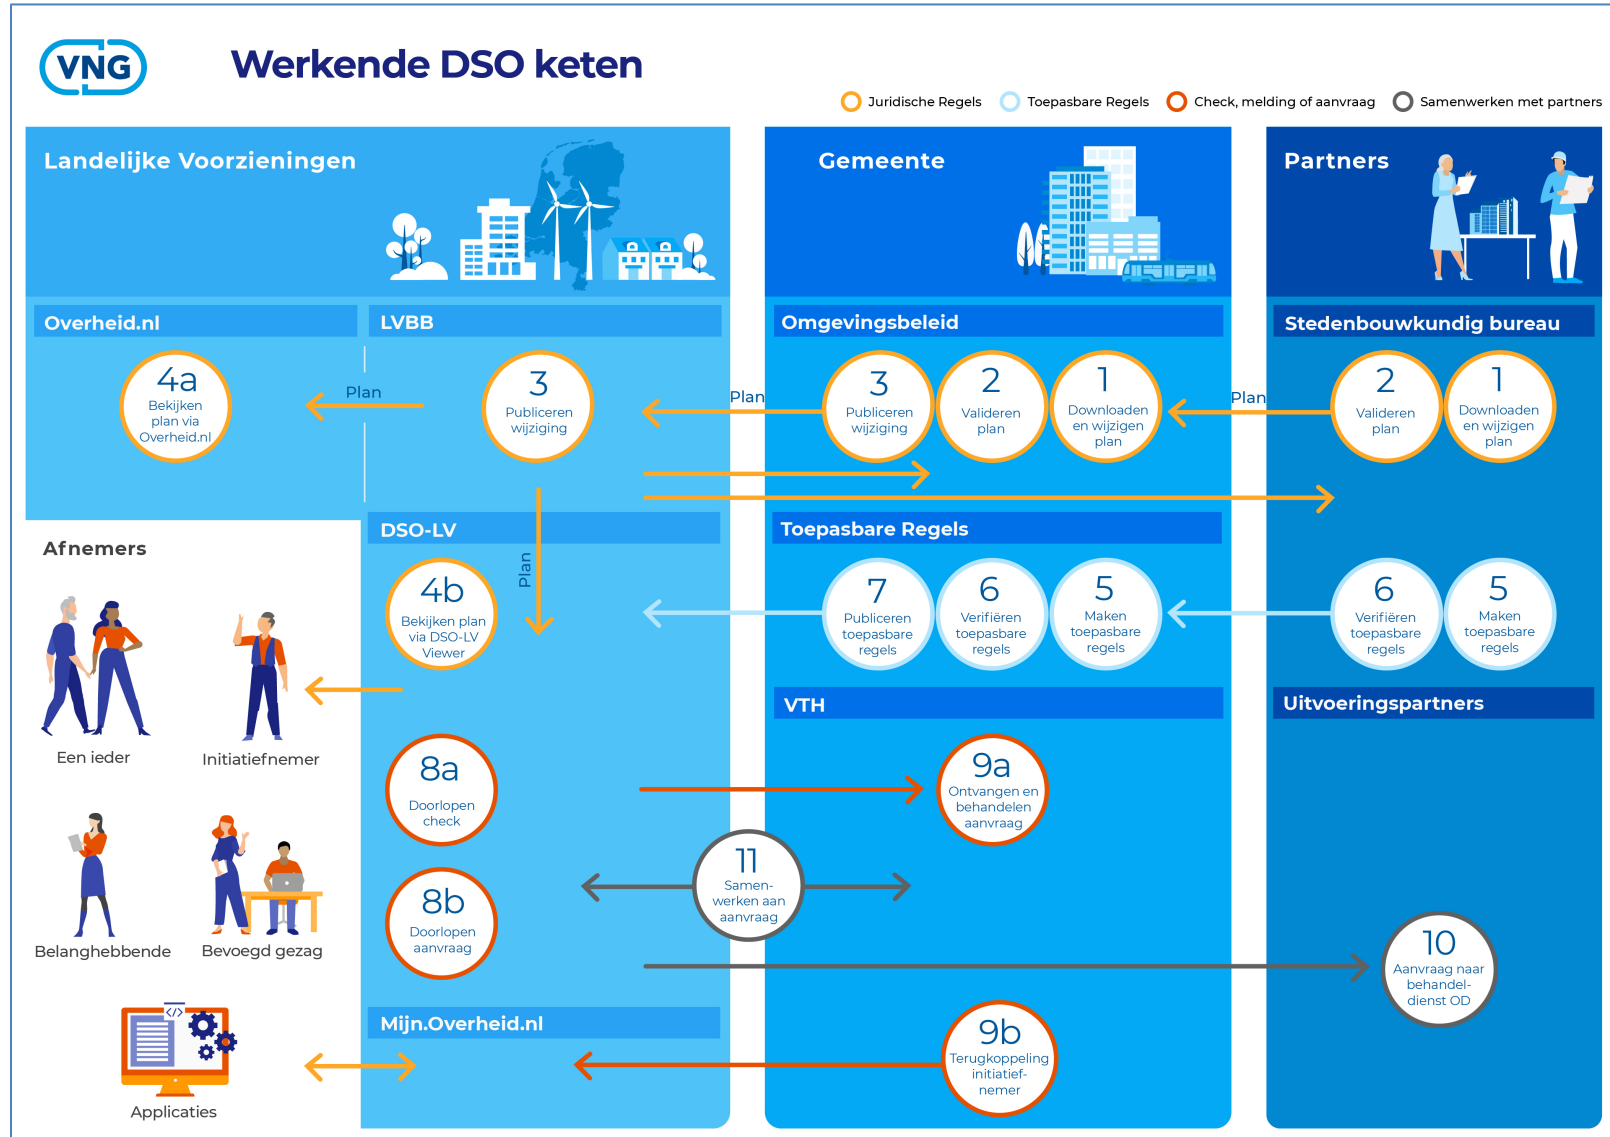 VNG
Werkende DSO keten
Juridische Regels
Toepasbare Regels
Check, melding of aanvraag
Samenwerken met partners
Landelijke Voorzieningen
Gemeente
Partners
Overheid.nl
LVBB
Omgevingsbeleid
Stedenbouwkundig bureau
4a
Bekijken
plan via
Overheid.nl
Plan
3
Publiceren
wijziging
Plan
3
Publiceren
wijziging
2
Valideren
plan
1
Downloaden
en wijzigen
plan
Plan
2
Valideren
plan
1
Downloaden
en wijzigen
plan
Afnemers
DSO-LV
Toepasbare Regels
4b
Bekijken plan
via DSO-LV
Viewer
Plan
7
Publiceren
toepasbare
regels
6
Verifiëren
toepasbare
regels
5
Maken
toepasbare
regels
6
Verifiëren
toepasbare
regels
5
Maken
toepasbare
regels
Een ieder
Initiatiefnemer
VTH
Uitvoeringspartners
8a
Doorlopen
check
9a
Ontvangen en
behandelen
aanvraag
11
Samen-
werken aan
aanvraag
8b
Doorlopen
aanvraag
Belanghebbende
Bevoegd gezag
10
Aanvraag naar
behandel-
dienst OD
Mijn.Overheid.nl
9b
Terugkoppeling
initiatief-
nemer
</>
Applicaties